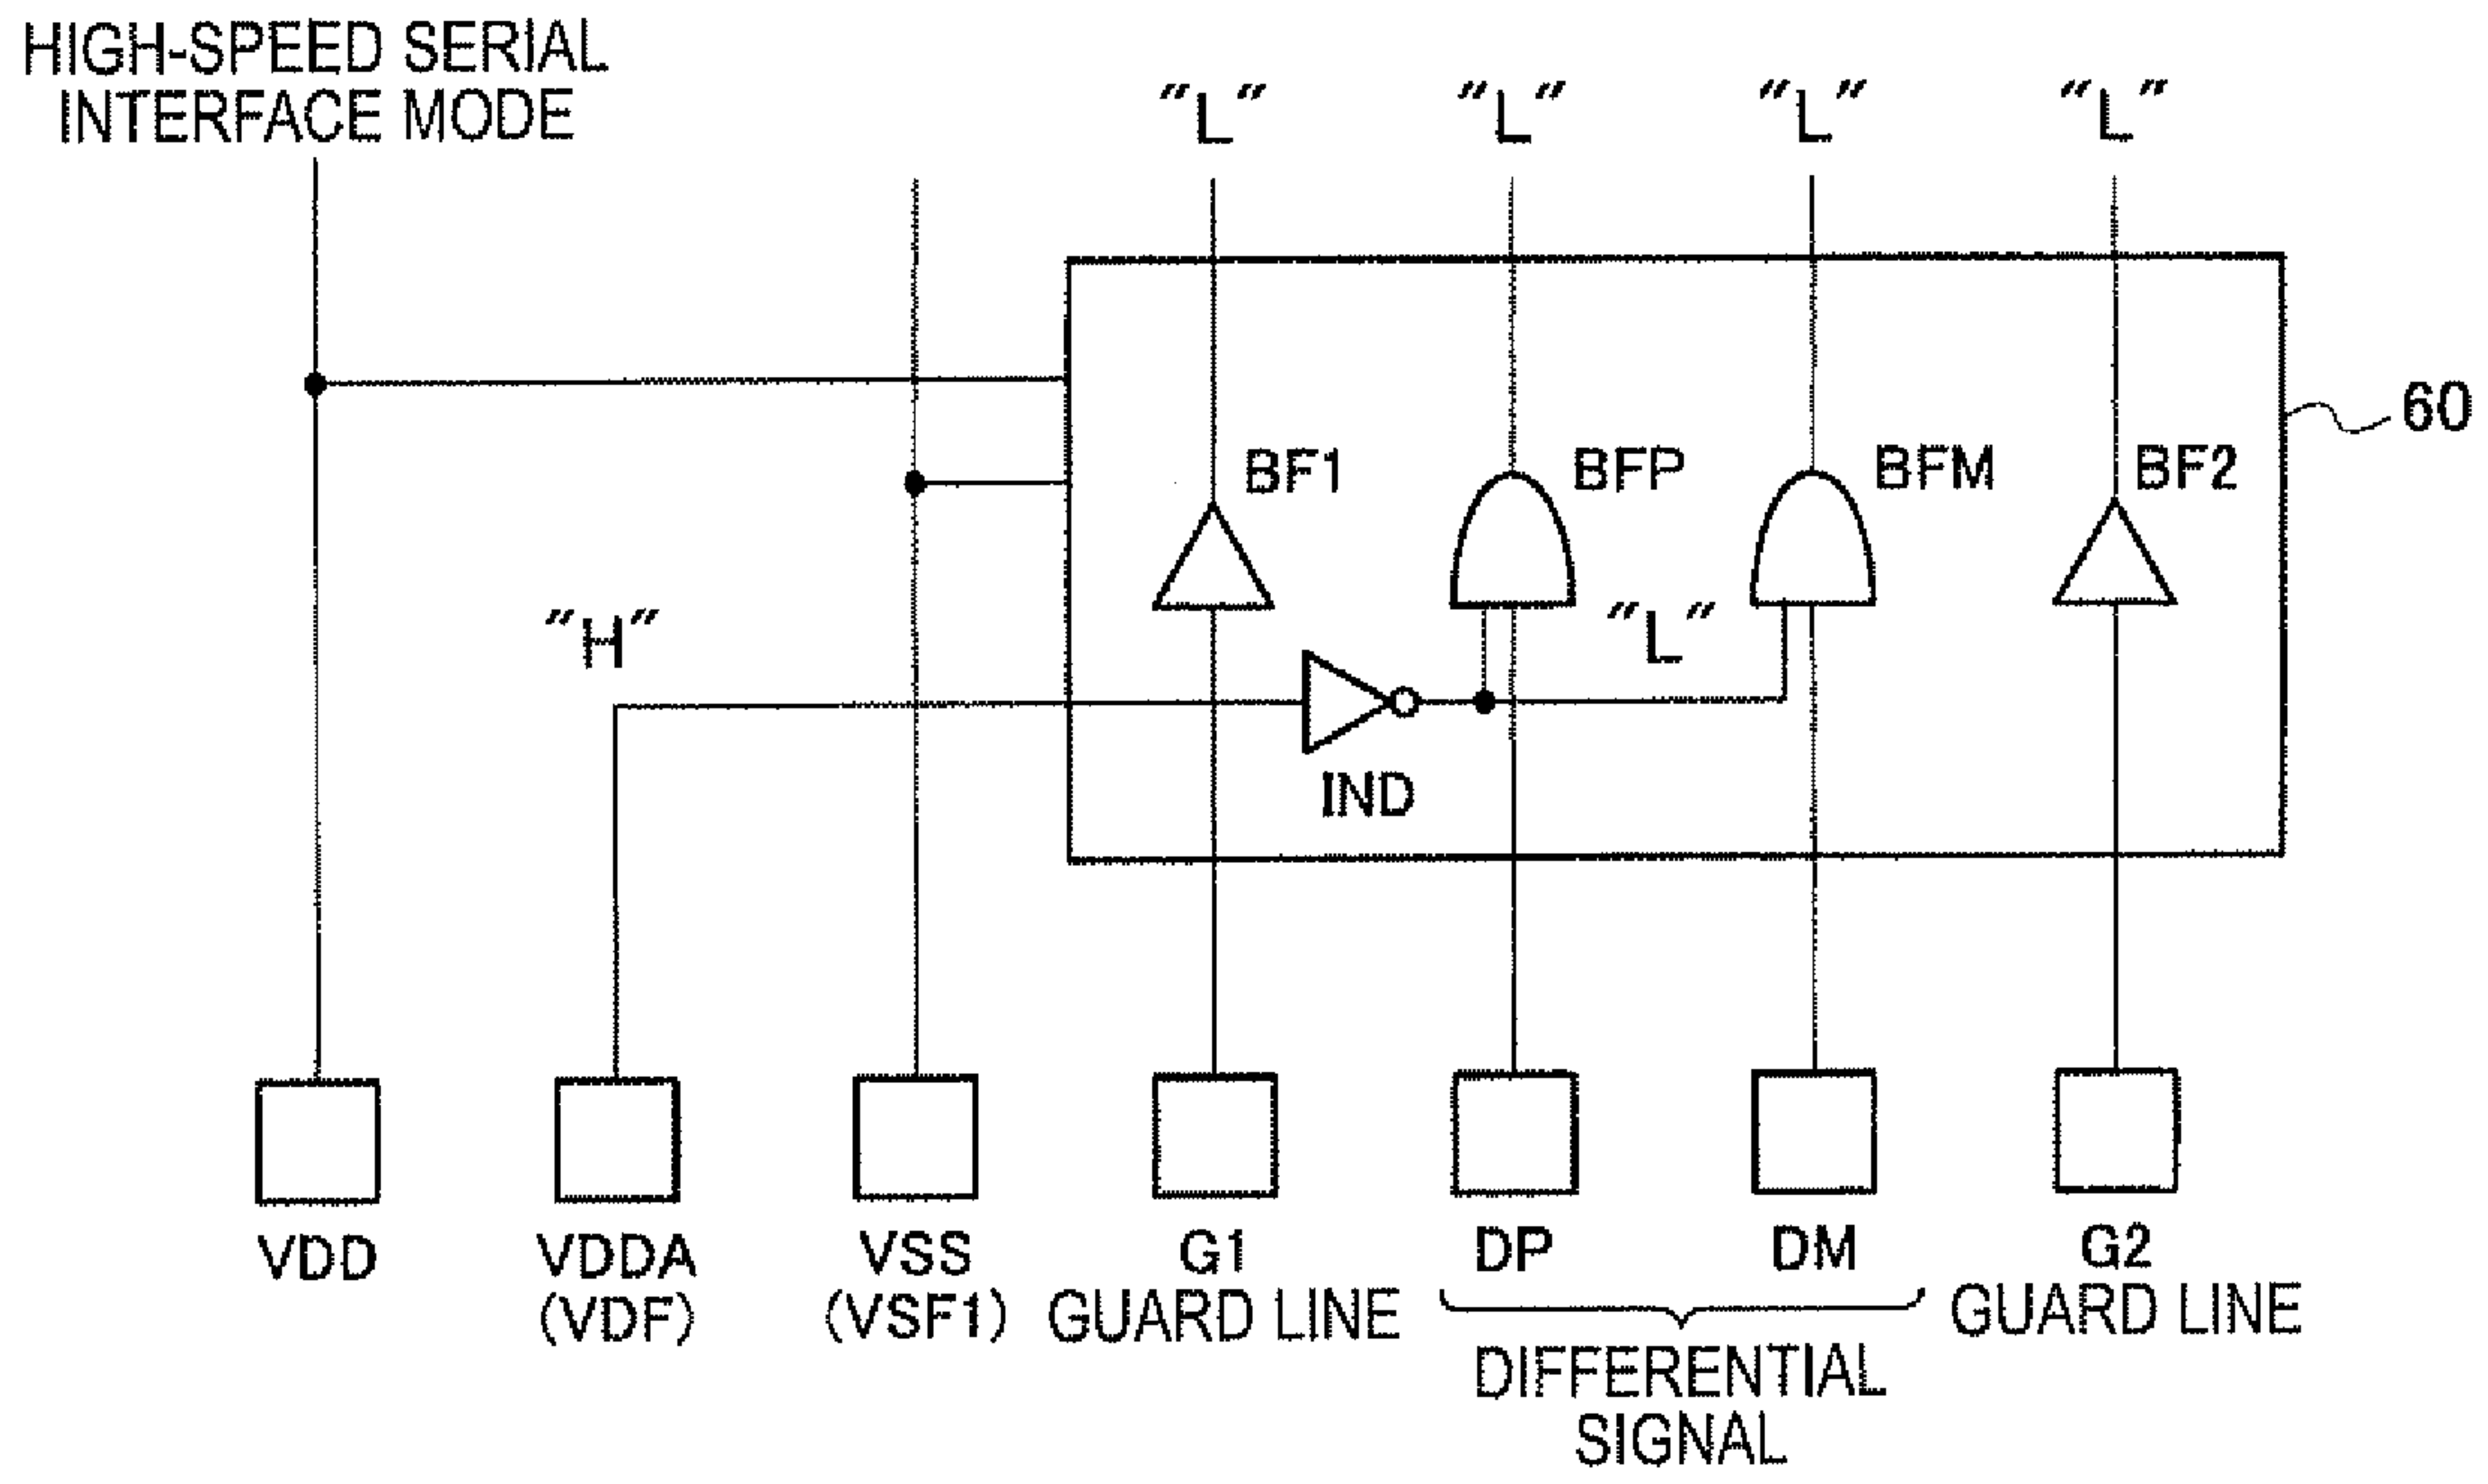 HIGH-SPEED SERIAL
INTERFACE MODE
"L" "L" "L" "L"
60
BF1 BFP BFM BF2
"H"
"L"
IND
VDD VDDA VSS G1 DP DM G2
(VDF) (VSF1) GUARD LINE GUARD LINE
DIFFERENTIAL
SIGNAL